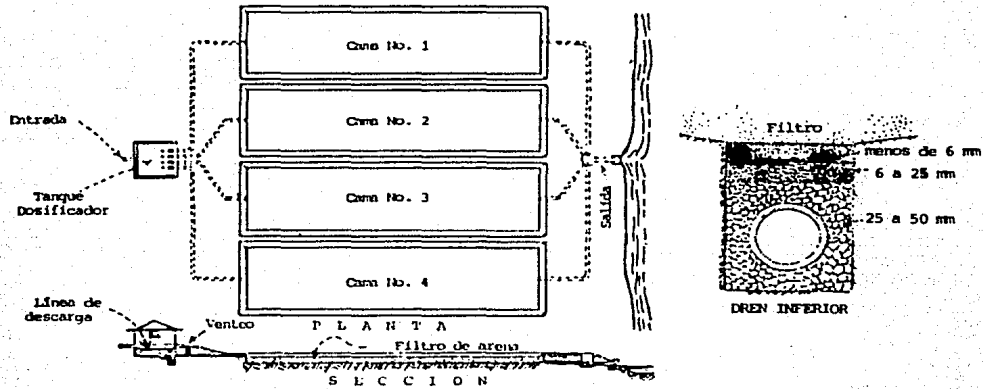 Cama No. 1
Cama No. 2
Cama No. 3
Cama No. 4
Entrada
Tanque
Dosificador
Salida
Línea de
descarga
Venteo
P L A N T A
Filtro de arena
S E C C I O N
Filtro
menos de 6 mm
6 a 25 mm
25 a 50 mm
DREN INFERIOR